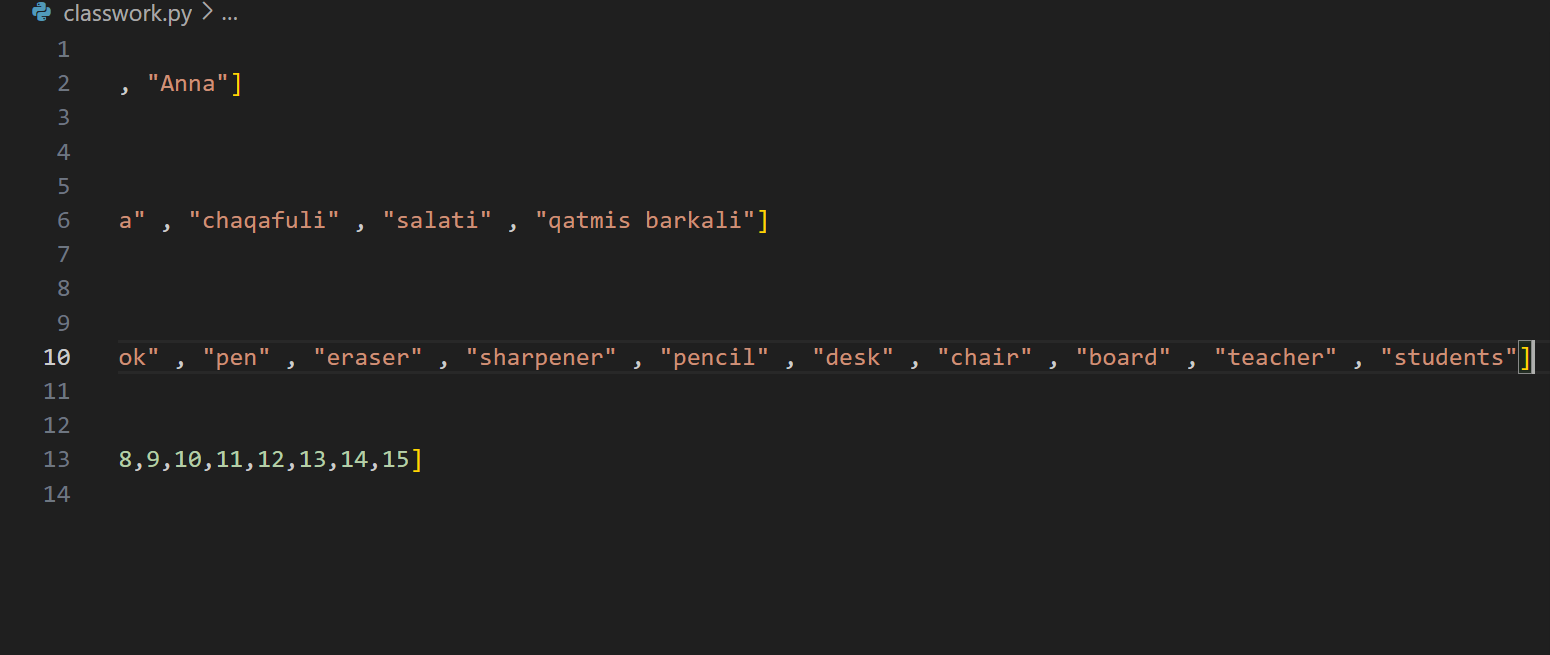 classwork.py > ...
1
2 , "Anna"]
3
4
5
6 a" , "chaqafuli" , "salati" , "qatmis barkali"]
7
8
9
10 ok" , "pen" , "eraser" , "sharpener" , "pencil" , "desk" , "chair" , "board" , "teacher" , "students"]
11
12
13 8,9,10,11,12,13,14,15]
14